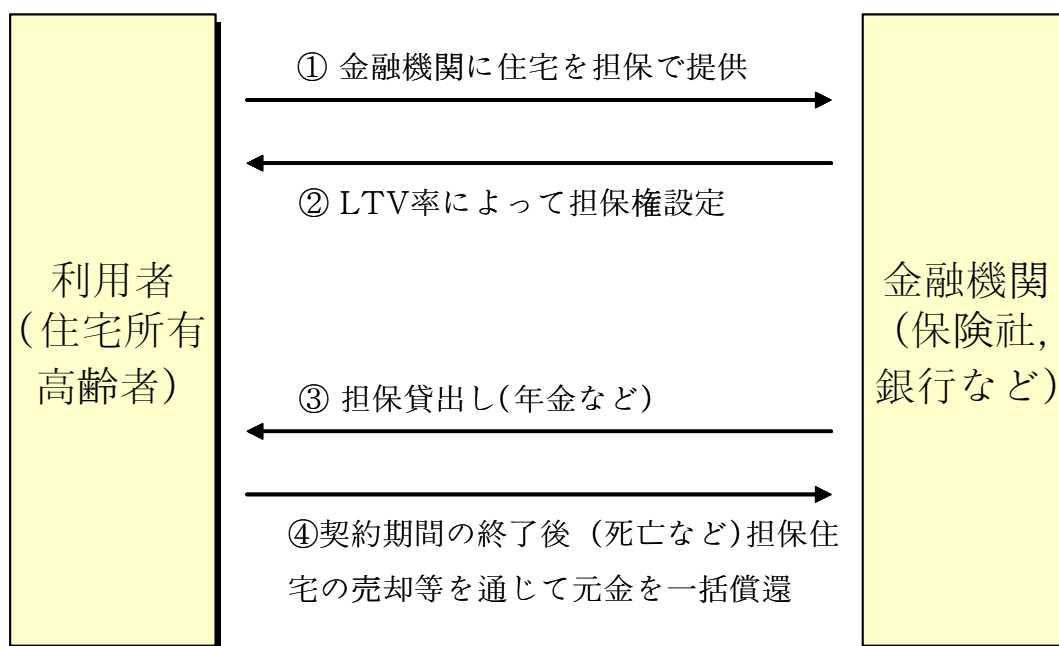 ① 金融機関に住宅を担保で提供
② LTV率によって担保権設定
利用者
(住宅所有
高齢者)
金融機関
(保険社,
銀行など)
③ 担保貸出し(年金など)
④契約期間の終了後 (死亡など)担保住
宅の売却等を通じて元金を一括償還